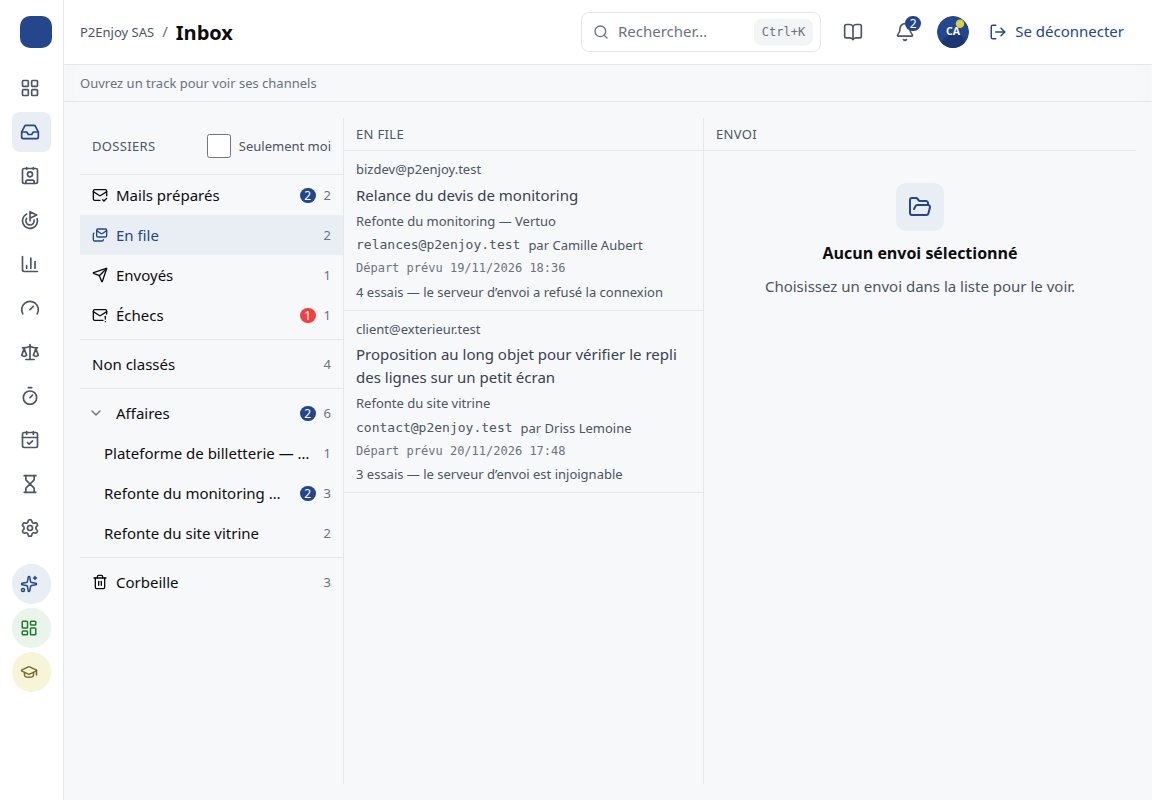 P2Enjoy SAS / Inbox
Rechercher... Ctrl+K
2
CA
Se déconnecter
Ouvrez un track pour voir ses channels
DOSSIERS
Seulement moi
Mails préparés 2 2
En file 2
Envoyés 1
Échecs 1 1
Non classés 4
Affaires 2 6
Plateforme de billetterie — ... 1
Refonte du monitoring ... 2 3
Refonte du site vitrine 2
Corbeille 3
EN FILE
bizdev@p2enjoy.test
Relance du devis de monitoring
Refonte du monitoring — Vertuo
relances@p2enjoy.test par Camille Aubert
Départ prévu 19/11/2026 18:36
4 essais — le serveur d’envoi a refusé la connexion
client@exterieur.test
Proposition au long objet pour vérifier le repli
des lignes sur un petit écran
Refonte du site vitrine
contact@p2enjoy.test par Driss Lemoine
Départ prévu 20/11/2026 17:48
3 essais — le serveur d’envoi est injoignable
ENVOI
Aucun envoi sélectionné
Choisissez un envoi dans la liste pour le voir.